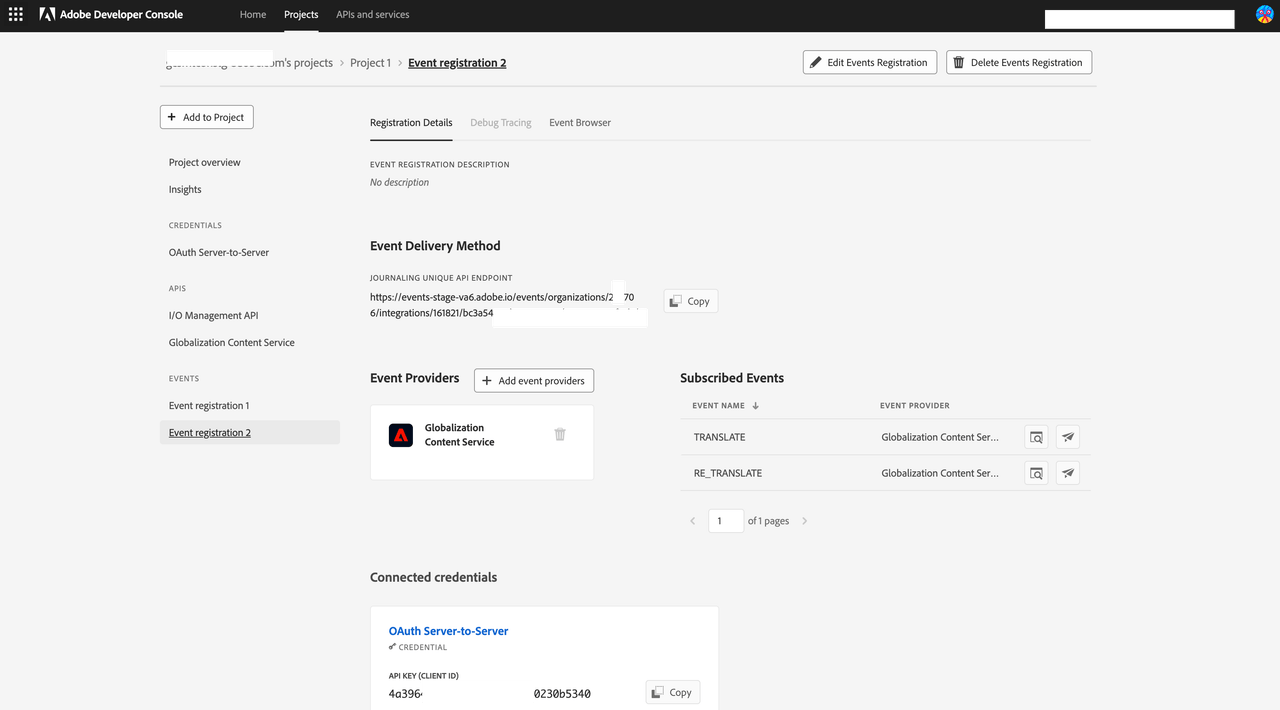 Adobe Developer Console
Home
Projects
APIs and services
's projects
Project 1
Event registration 2
Edit Events Registration
Delete Events Registration
Add to Project
Project overview
Insights
CREDENTIALS
OAuth Server-to-Server
APIS
I/O Management API
Globalization Content Service
EVENTS
Event registration 1
Event registration 2
Registration Details
Debug Tracing
Event Browser
EVENT REGISTRATION DESCRIPTION
No description
Event Delivery Method
JOURNALING UNIQUE API ENDPOINT
https://events-stage-va6.adobe.io/events/organizations/2 70
6/integrations/161821/bc3a54
Copy
Event Providers
Add event providers
Globalization
Content Service
Subscribed Events
EVENT NAME
EVENT PROVIDER
TRANSLATE
Globalization Content Ser...
RE_TRANSLATE
Globalization Content Ser...
1
of 1 pages
Connected credentials
OAuth Server-to-Server
CREDENTIAL
API KEY (CLIENT ID)
4a396 0230b5340
Copy